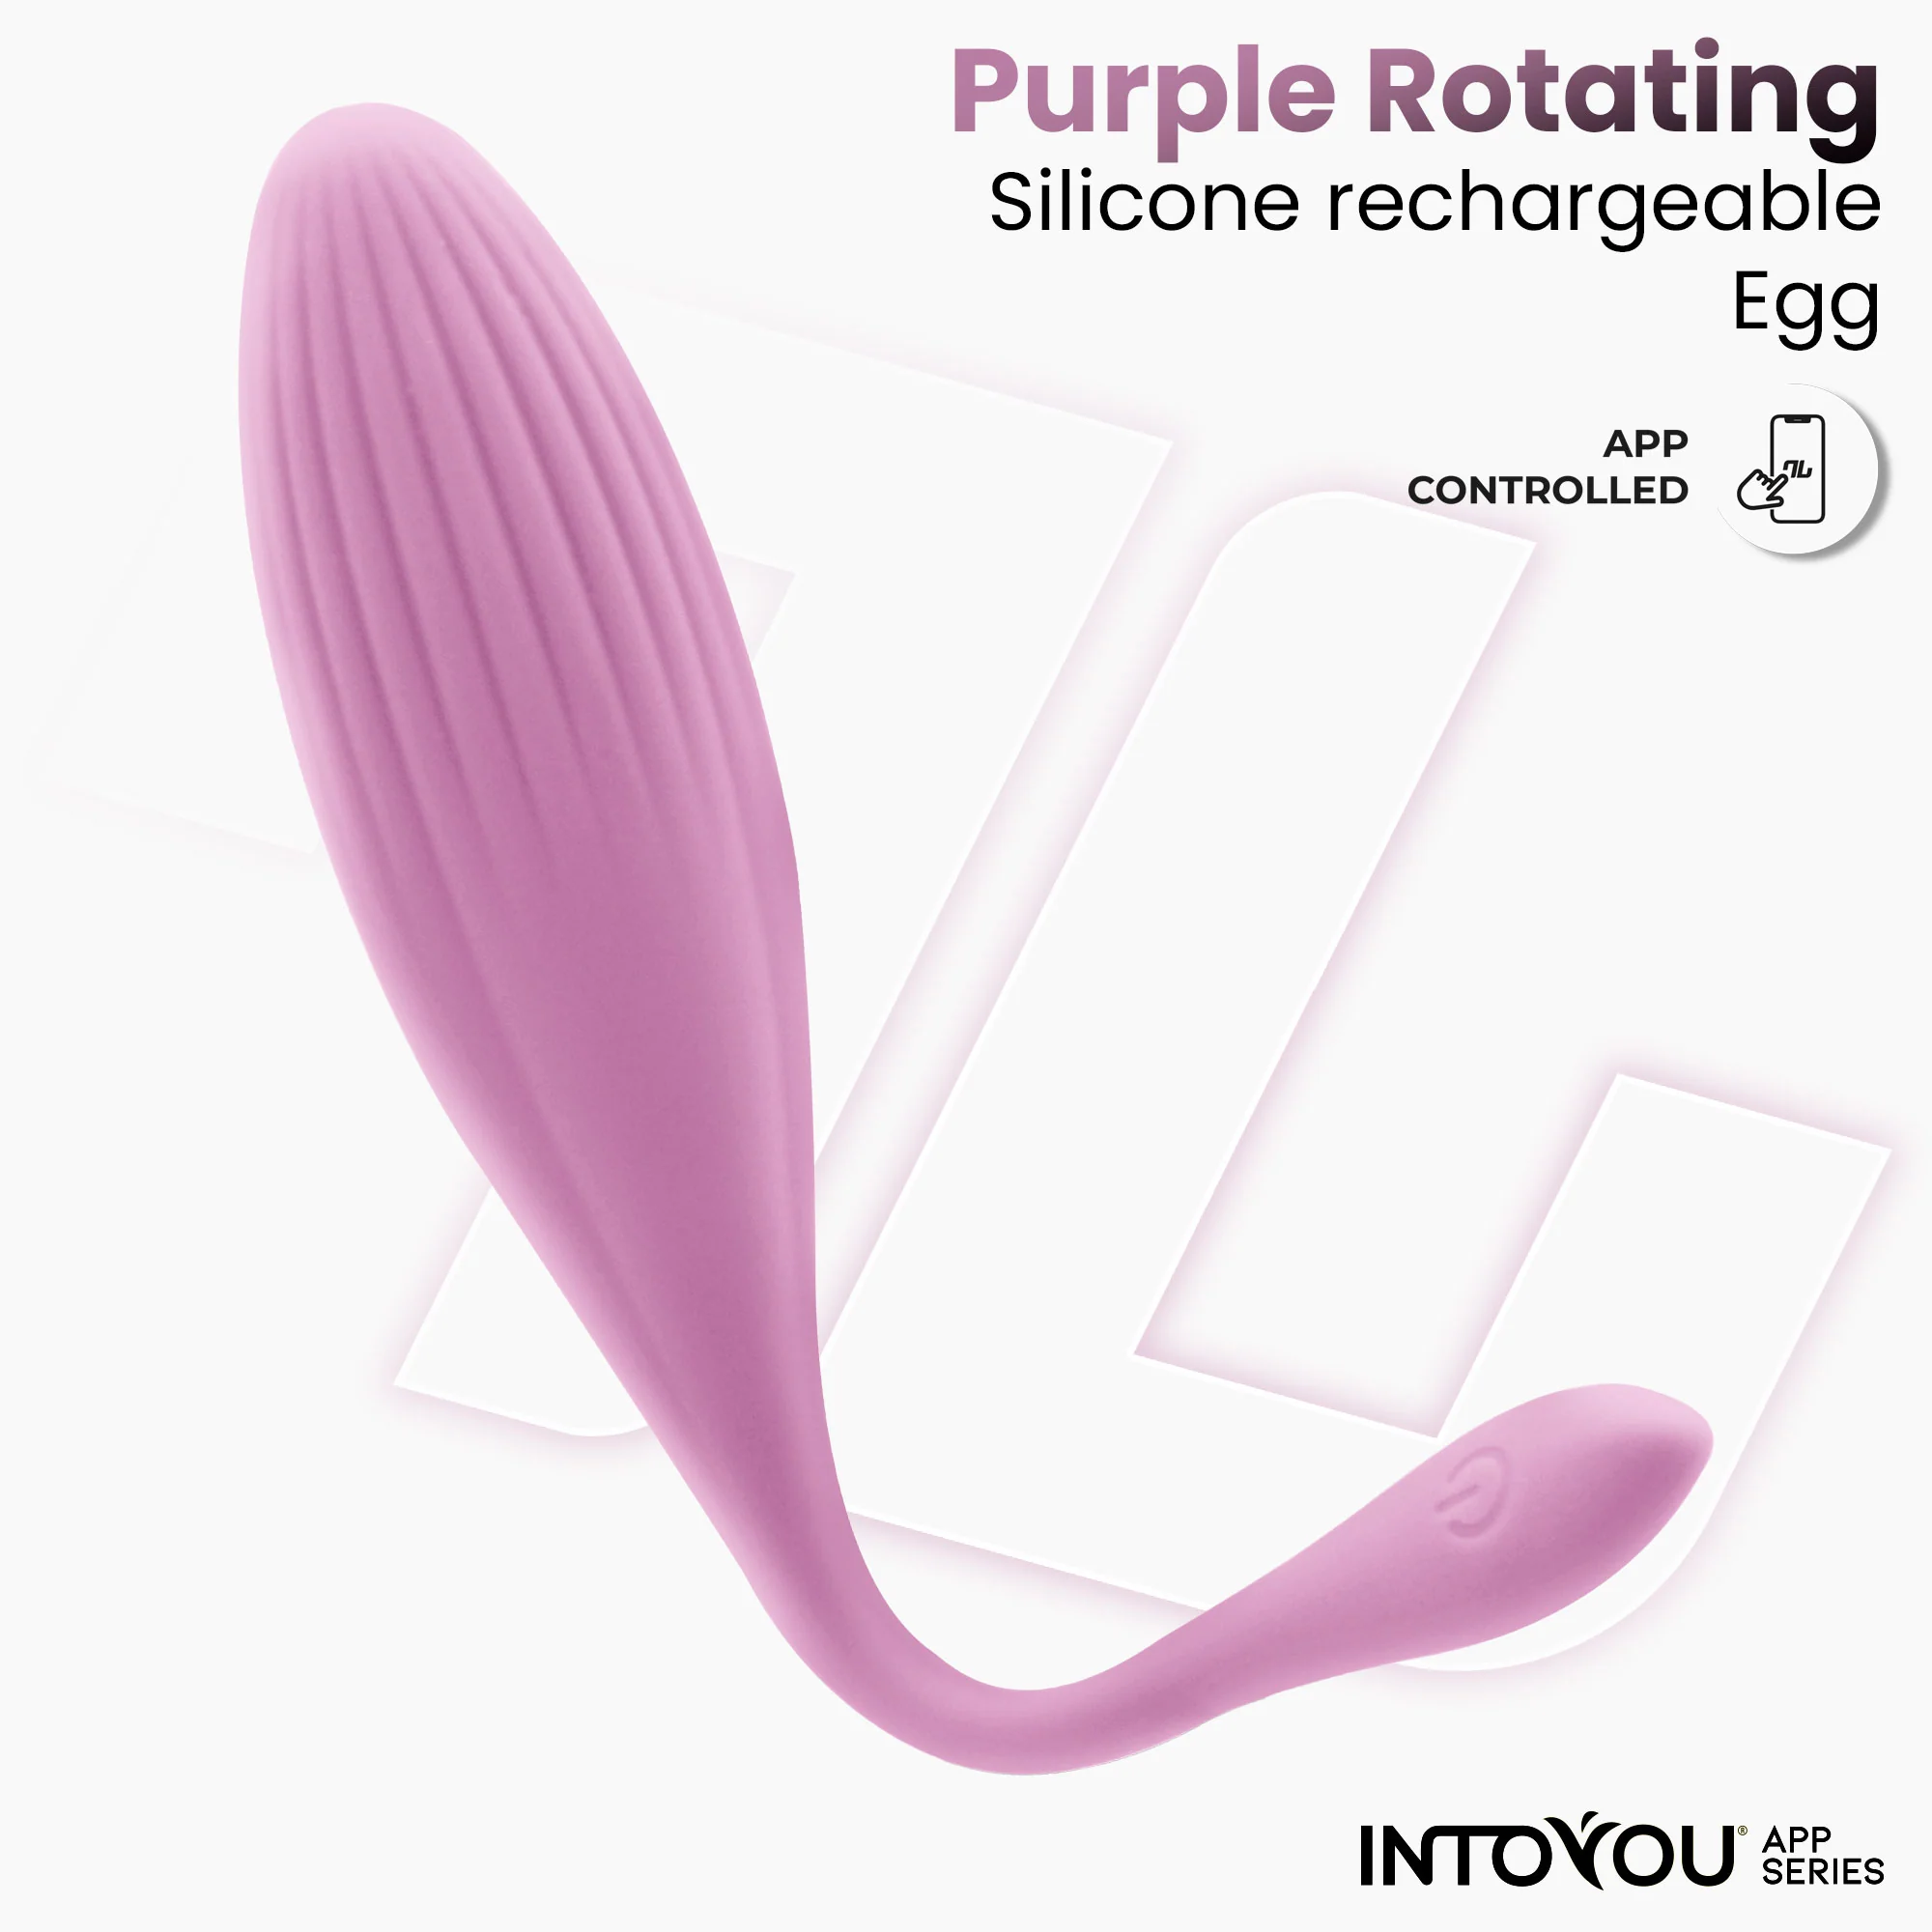 Purple Rotating
Silicone rechargeable
Egg
APP
CONTROLLED
INTOYOU® APP
SERIES